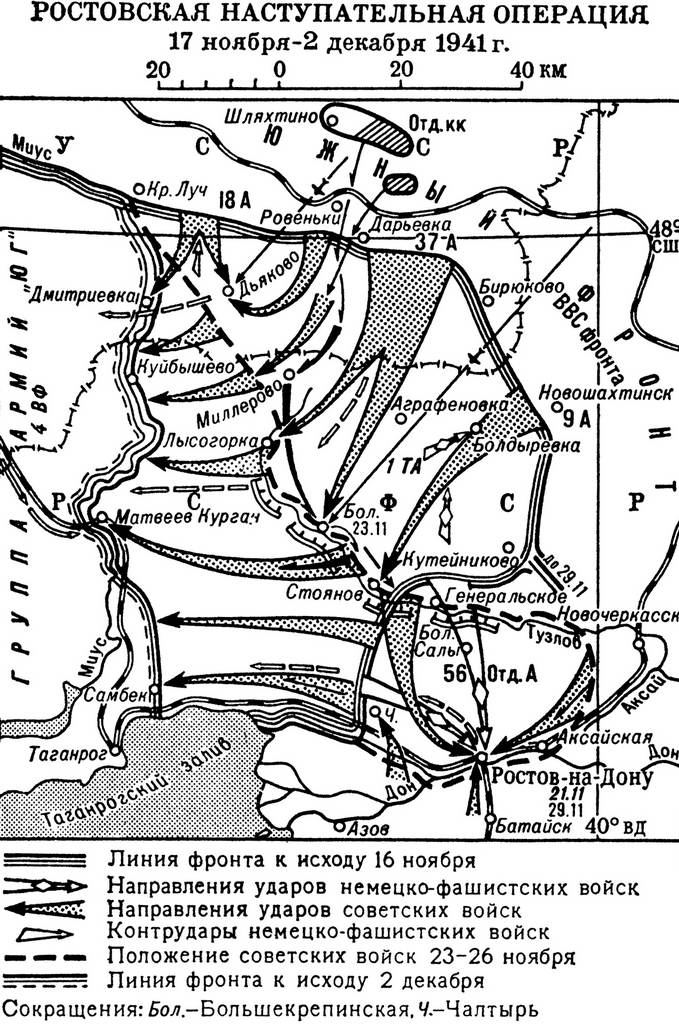 РОСТОВСКАЯ НАСТУПАТЕЛЬНАЯ ОПЕРАЦИЯ
17 ноября-2 декабря 1941 г.
20 0 20 40 км
Шляхтино
Отд. кк
Миус
У С С Р
Ю Ж Н Ы Й
Ф Р О Н Т
Кр. Луч
18 А
Ровеньки
Дарьевка
37 А
48° сш
Дьяково
Бирюково
Дмитриевка
ВВС фронта
ГРУППА АРМИЙ „ЮГ"
4 ВФ
Куйбышево
Миллерово
Аграфеновка
Новошахтинск
9 А
Лысогорка
Болдыревка
1 ТА
Р С Ф С Р
Матвеев Курган
Бол.
23.11
Кутейниково
до 29.11
Стоянов
Генеральское
Новочеркасск
Тузлов
Бол. Салы
Миус
56 Отд. А
Самбек
Аксай
Ч.
Аксайская
Таганрог
Дон
Таганрогский залив
Дон
Ростов-на-Дону
21.11
29.11
Азов
Батайск
40° вд
Линия фронта к исходу 16 ноября
Направления ударов немецко-фашистских войск
Направления ударов советских войск
Контрудары немецко-фашистских войск
Положение советских войск 23-26 ноября
Линия фронта к исходу 2 декабря
Сокращения: Бол.-Большекрепинская, Ч.-Чалтырь